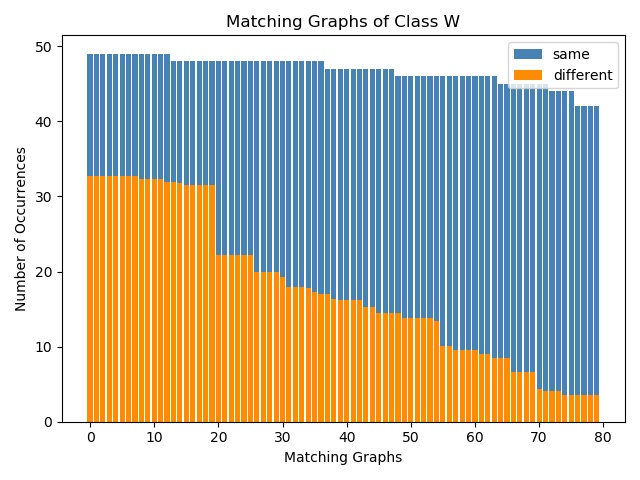 Matching Graphs of Class W
same
different
Number of Occurrences
50
40
30
20
10
0
0 10 20 30 40 50 60 70 80
Matching Graphs